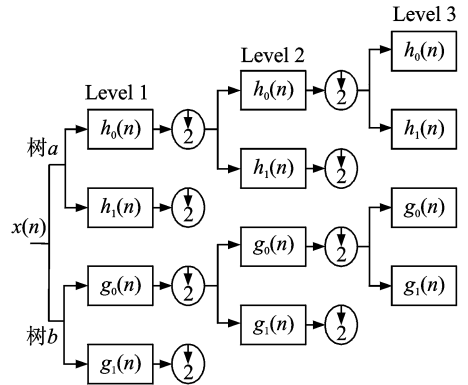 Level 3
h₀(n)
Level 2
h₀(n)
2
Level 1
h₀(n)
2
h₁(n)
树a
h₁(n)
2
h₁(n)
2
g₀(n)
x(n)
g₀(n)
2
g₀(n)
2
g₁(n)
树b
g₁(n)
2
g₁(n)
2